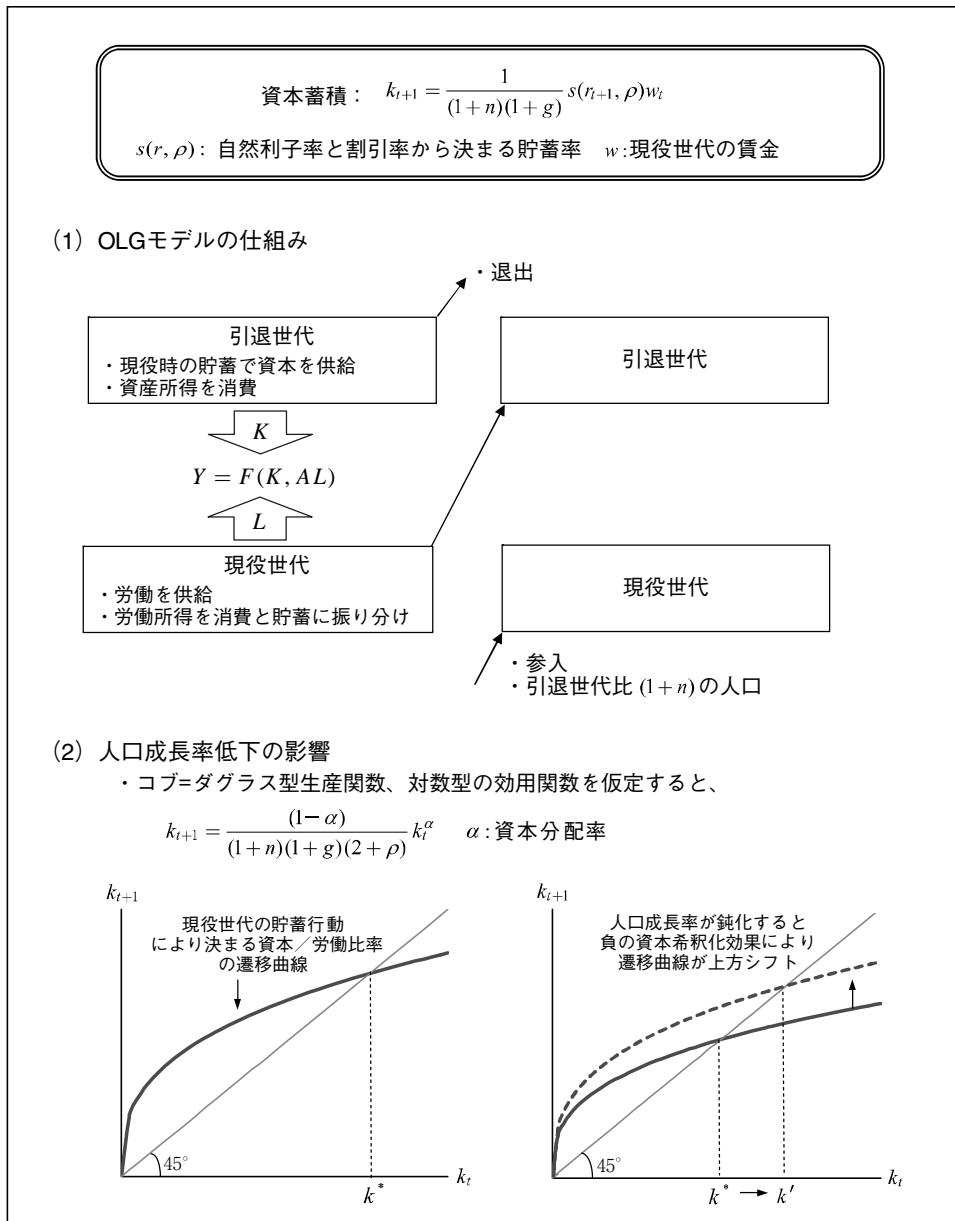 資本蓄積： k_{t+1} = \frac{1}{(1+n)(1+g)} s(r_{t+1}, ρ)w_t
s(r, ρ)：自然利子率と割引率から決まる貯蓄率 w：現役世代の賃金
（1）OLGモデルの仕組み
・退出
引退世代
・現役時の貯蓄で資本を供給
・資産所得を消費
引退世代
K
Y = F(K, AL)
L
現役世代
・労働を供給
・労働所得を消費と貯蓄に振り分け
現役世代
・参入
・引退世代比 (1+n) の人口
（2）人口成長率低下の影響
・コブ=ダグラス型生産関数、対数型の効用関数を仮定すると、
k_{t+1} = \frac{(1-α)}{(1+n)(1+g)(2+ρ)} k_t^α α：資本分配率
k_{t+1}
現役世代の貯蓄行動
により決まる資本／労働比率
の遷移曲線
45°
k*
k_t
k_{t+1}
人口成長率が鈍化すると
負の資本希釈化効果により
遷移曲線が上方シフト
45°
k* → k′
k_t